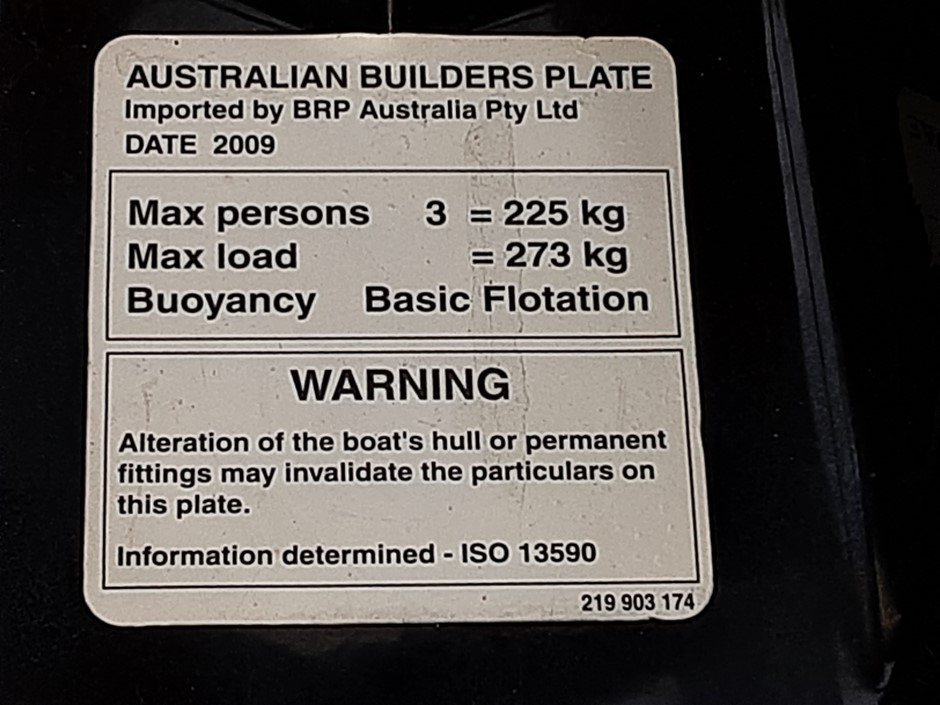 AUSTRALIAN BUILDERS PLATE
Imported by BRP Australia Pty Ltd
DATE 2009
Max persons 3 = 225 kg
Max load = 273 kg
Buoyancy Basic Flotation
WARNING
Alteration of the boat's hull or permanent
fittings may invalidate the particulars on
this plate.
Information determined - ISO 13590
219 903 174